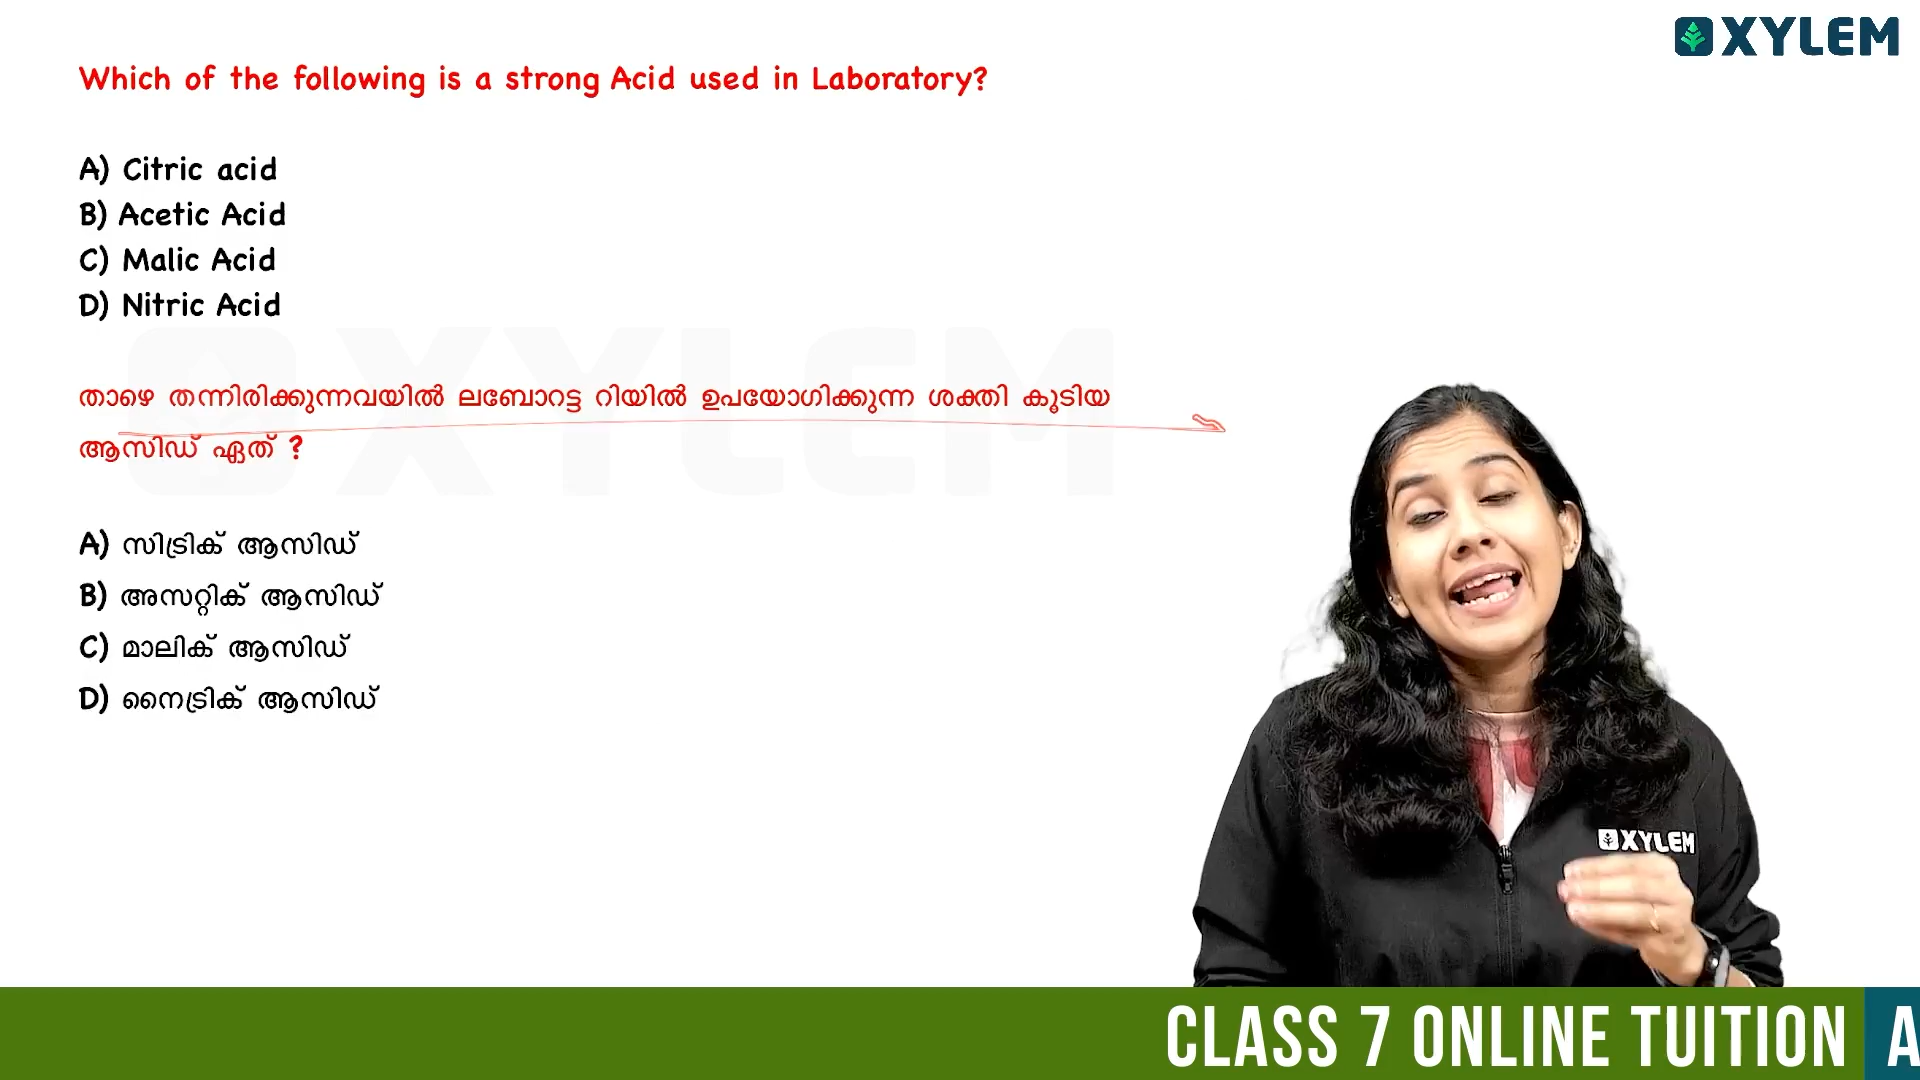 XYLEM
Which of the following is a strong Acid used in Laboratory?
A) Citric acid
B) Acetic Acid
C) Malic Acid
D) Nitric Acid
XYLEM
താഴെ തന്നിരിക്കുന്നവയിൽ ലബോറട്ട റിയിൽ ഉപയോഗിക്കുന്ന ശക്തി കൂടിയ
ആസിഡ് ഏത് ?
A) സിട്രിക് ആസിഡ്
B) അസറ്റിക് ആസിഡ്
C) മാലിക് ആസിഡ്
D) നൈട്രിക് ആസിഡ്
XYLEM
CLASS 7 ONLINE TUITION A